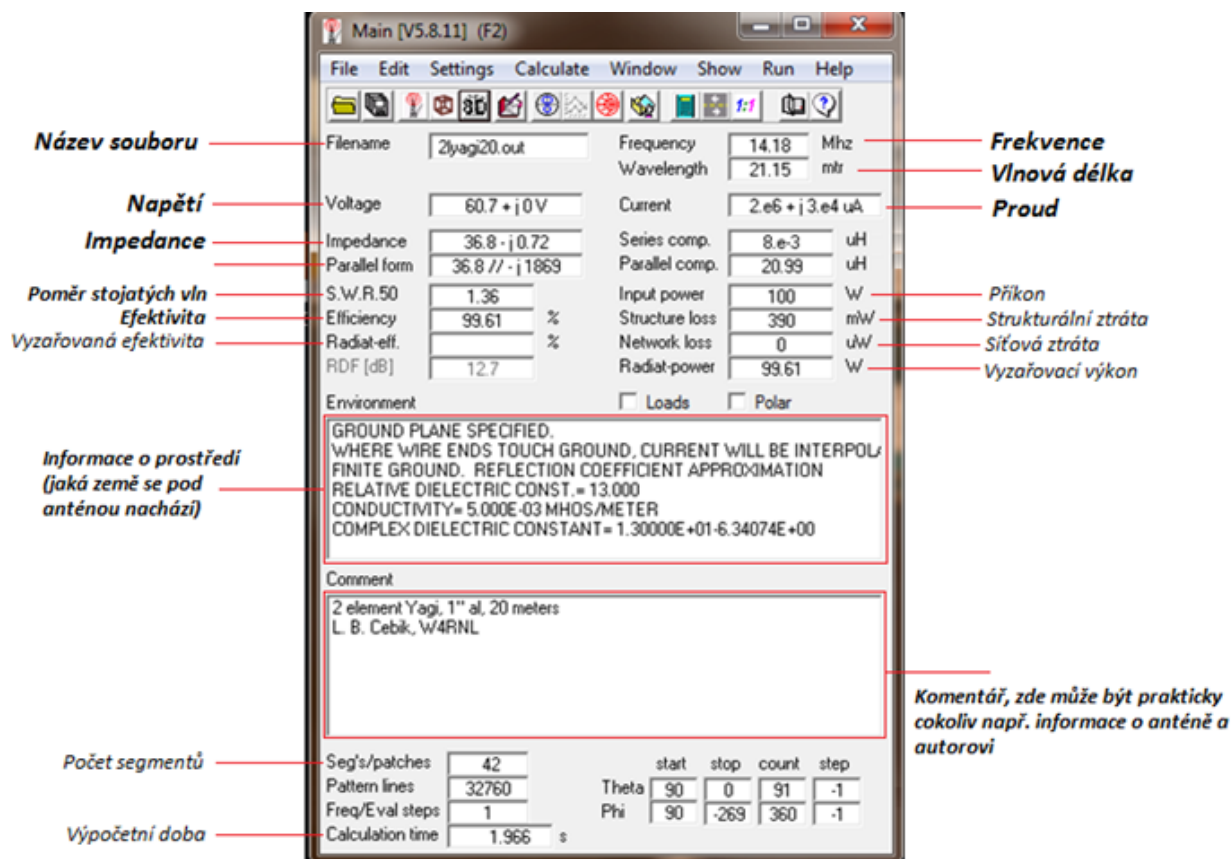 Main [V5.8.11] (F2)
File Edit Settings Calculate Window Show Run Help
3D 1:1
Název souboru Filename 2lyagi20.out Frequency 14.18 Mhz Frekvence
Wavelength 21.15 mtr Vlnová délka
Napětí Voltage 60.7 + j 0 V Current 2.e6 + j 3.e4 uA Proud
Impedance Impedance 36.8 - j 0.72 Series comp. 8.e-3 uH
Parallel form 36.8 // - j 1869 Parallel comp. 20.99 uH
Poměr stojatých vln S.W.R.50 1.36 Input power 100 W Příkon
Efektivita Efficiency 99.61 % Structure loss 390 mW Strukturální ztráta
Vyzařovaná efektivita Radiat-eff. % Network loss 0 uW Síťová ztráta
RDF [dB] 12.7 Radiat-power 99.61 W Vyzařovací výkon
Environment Loads Polar
GROUND PLANE SPECIFIED.
WHERE WIRE ENDS TOUCH GROUND, CURRENT WILL BE INTERPOLA
FINITE GROUND. REFLECTION COEFFICIENT APPROXIMATION
RELATIVE DIELECTRIC CONST.= 13.000
CONDUCTIVITY= 5.000E-03 MHOS/METER
COMPLEX DIELECTRIC CONSTANT= 1.30000E+01-6.34074E+00
Informace o prostředí
(jaká země se pod
anténou nachází)
Comment
2 element Yagi, 1" al, 20 meters
L. B. Cebik, W4RNL
Komentář, zde může být prakticky
cokoliv např. informace o anténě a
autorovi
Počet segmentů Seg's/patches 42 start stop count step
Pattern lines 32760 Theta 90 0 91 -1
Freq/Eval steps 1 Phi 90 -269 360 -1
Výpočetní doba Calculation time 1.966 s